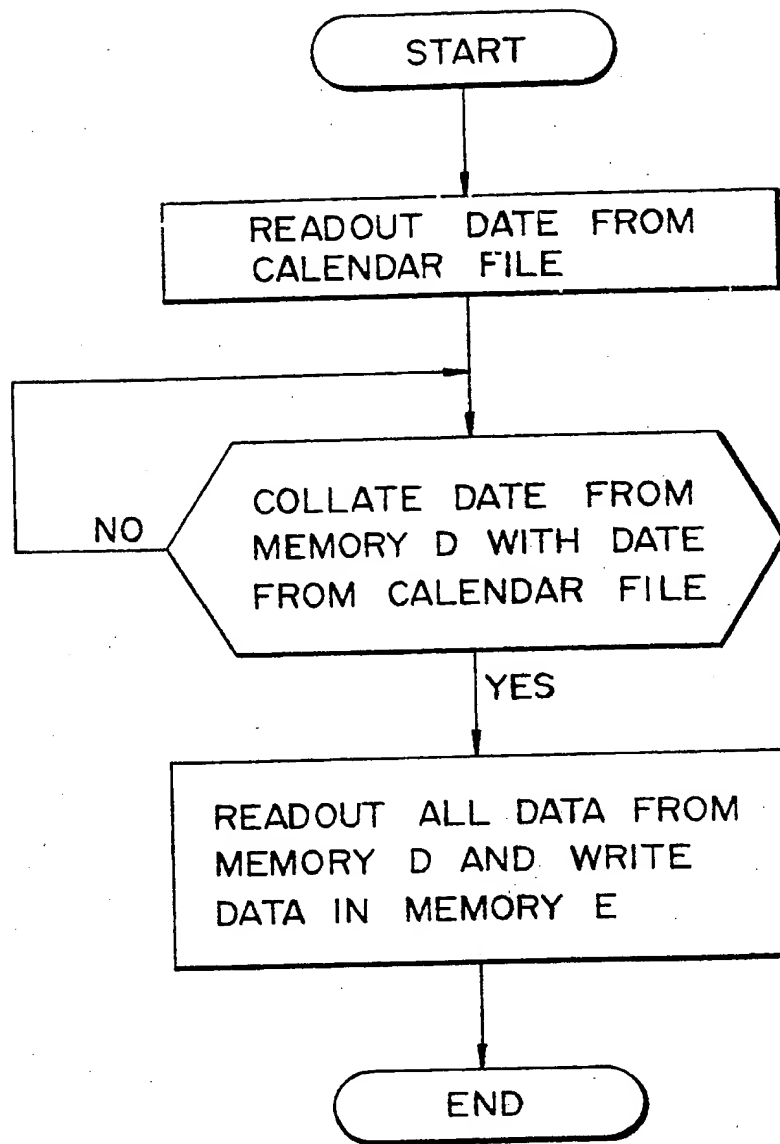 START
READOUT DATE FROM
CALENDAR FILE
COLLATE DATE FROM
MEMORY D WITH DATE
FROM CALENDAR FILE
NO
YES
READOUT ALL DATA FROM
MEMORY D AND WRITE
DATA IN MEMORY E
END